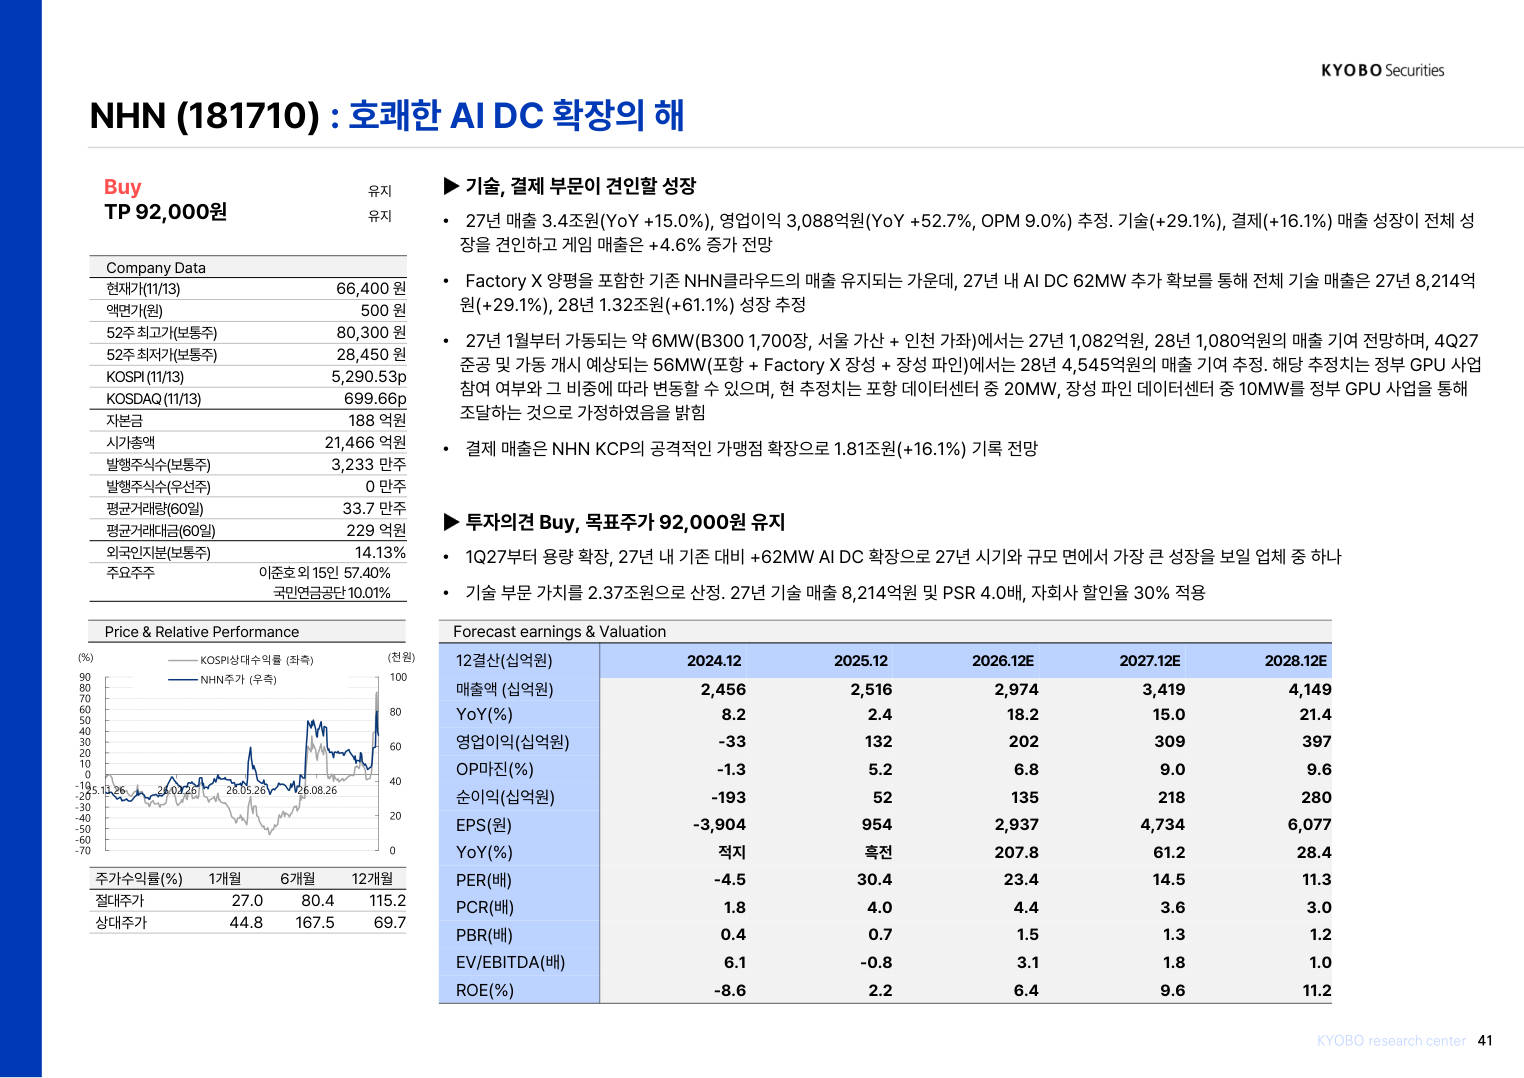 KYOBO Securities
NHN (181710) : 호쾌한 AI DC 확장의 해
Buy 유지
TP 92,000원 유지
Company Data
현재가(11/13) 66,400 원
액면가(원) 500 원
52주 최고가(보통주) 80,300 원
52주 최저가(보통주) 28,450 원
KOSPI (11/13) 5,290.53p
KOSDAQ (11/13) 699.66p
자본금 188 억원
시가총액 21,466 억원
발행주식수(보통주) 3,233 만주
발행주식수(우선주) 0 만주
평균거래량(60일) 33.7 만주
평균거래대금(60일) 229 억원
외국인지분(보통주) 14.13%
주요주주 이준호 외 15인 57.40%
국민연금공단 10.01%
Price & Relative Performance
(%) (천원)
KOSPI상대수익률 (좌측)
NHN주가 (우측)
90
80
70
60
50
40
30
20
10
0
-10
-20
-30
-40
-50
-60
-70
100
80
60
40
20
0
25.11.26 26.02.26 26.05.26 26.08.26
주가수익률(%) 1개월 6개월 12개월
절대주가 27.0 80.4 115.2
상대주가 44.8 167.5 69.7
▶ 기술, 결제 부문이 견인할 성장
• 27년 매출 3.4조원(YoY +15.0%), 영업이익 3,088억원(YoY +52.7%, OPM 9.0%) 추정. 기술(+29.1%), 결제(+16.1%) 매출 성장이 전체 성
장을 견인하고 게임 매출은 +4.6% 증가 전망
• Factory X 양평을 포함한 기존 NHN클라우드의 매출 유지되는 가운데, 27년 내 AI DC 62MW 추가 확보를 통해 전체 기술 매출은 27년 8,214억
원(+29.1%), 28년 1.32조원(+61.1%) 성장 추정
• 27년 1월부터 가동되는 약 6MW(B300 1,700장, 서울 가산 + 인천 가좌)에서는 27년 1,082억원, 28년 1,080억원의 매출 기여 전망하며, 4Q27
준공 및 가동 개시 예상되는 56MW(포항 + Factory X 장성 + 장성 파인)에서는 28년 4,545억원의 매출 기여 추정. 해당 추정치는 정부 GPU 사업
참여 여부와 그 비중에 따라 변동할 수 있으며, 현 추정치는 포항 데이터센터 중 20MW, 장성 파인 데이터센터 중 10MW를 정부 GPU 사업을 통해
조달하는 것으로 가정하였음을 밝힘
• 결제 매출은 NHN KCP의 공격적인 가맹점 확장으로 1.81조원(+16.1%) 기록 전망
▶ 투자의견 Buy, 목표주가 92,000원 유지
• 1Q27부터 용량 확장, 27년 내 기존 대비 +62MW AI DC 확장으로 27년 시기와 규모 면에서 가장 큰 성장을 보일 업체 중 하나
• 기술 부문 가치를 2.37조원으로 산정. 27년 기술 매출 8,214억원 및 PSR 4.0배, 자회사 할인율 30% 적용
Forecast earnings & Valuation
12결산(십억원) 2024.12 2025.12 2026.12E 2027.12E 2028.12E
매출액 (십억원) 2,456 2,516 2,974 3,419 4,149
YoY(%) 8.2 2.4 18.2 15.0 21.4
영업이익(십억원) -33 132 202 309 397
OP마진(%) -1.3 5.2 6.8 9.0 9.6
순이익(십억원) -193 52 135 218 280
EPS(원) -3,904 954 2,937 4,734 6,077
YoY(%) 적지 흑전 207.8 61.2 28.4
PER(배) -4.5 30.4 23.4 14.5 11.3
PCR(배) 1.8 4.0 4.4 3.6 3.0
PBR(배) 0.4 0.7 1.5 1.3 1.2
EV/EBITDA(배) 6.1 -0.8 3.1 1.8 1.0
ROE(%) -8.6 2.2 6.4 9.6 11.2
KYOBO research center 41